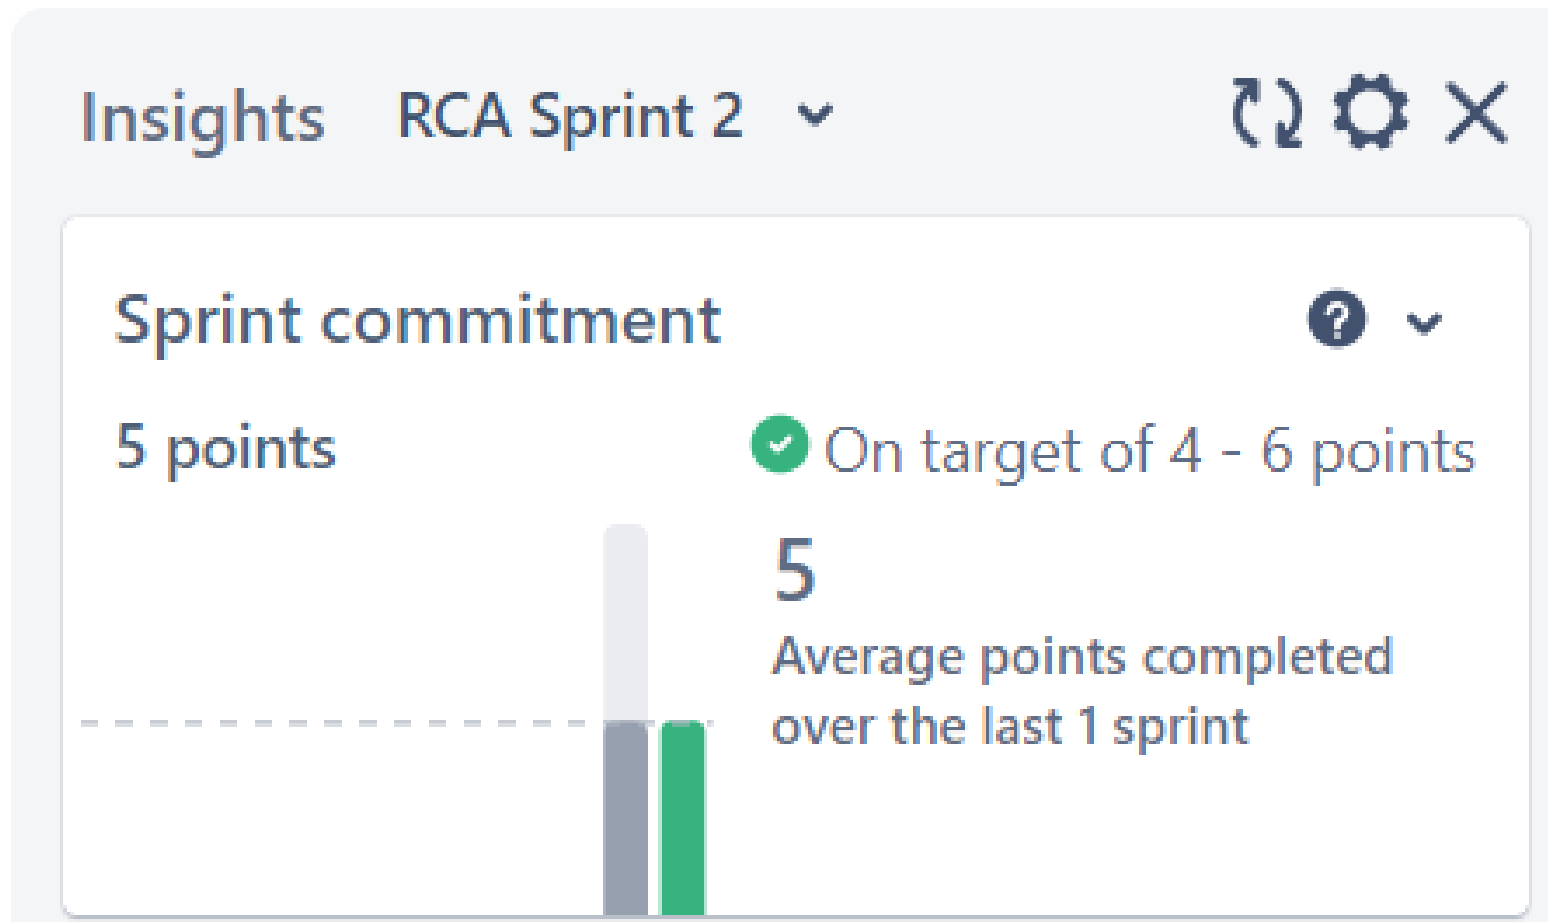 Insights RCA Sprint 2
Sprint commitment
5 points
On target of 4 - 6 points
5
Average points completed
over the last 1 sprint